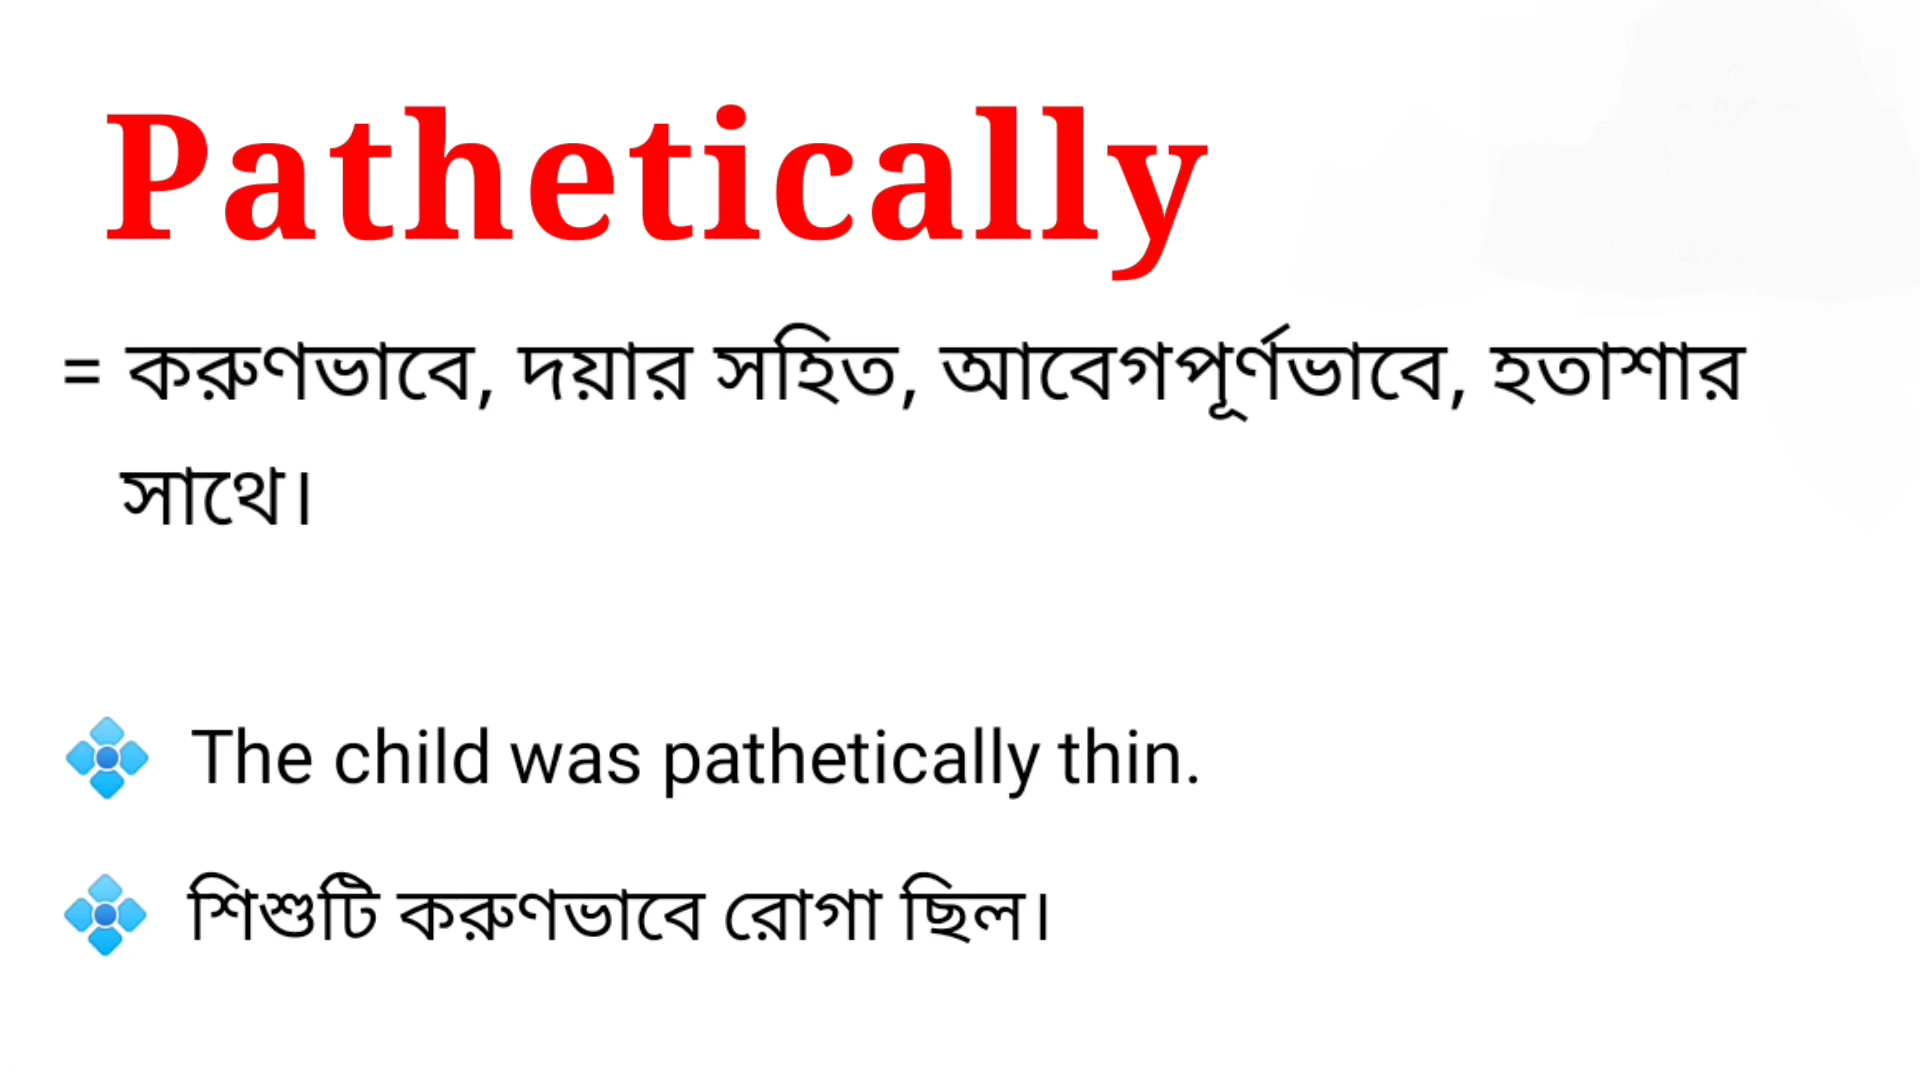 Pathetically
= করুণভাবে, দয়ার সহিত, আবেগপূর্ণভাবে, হতাশার
সাথে।
The child was pathetically thin.
শিশুটি করুণভাবে রোগা ছিল।